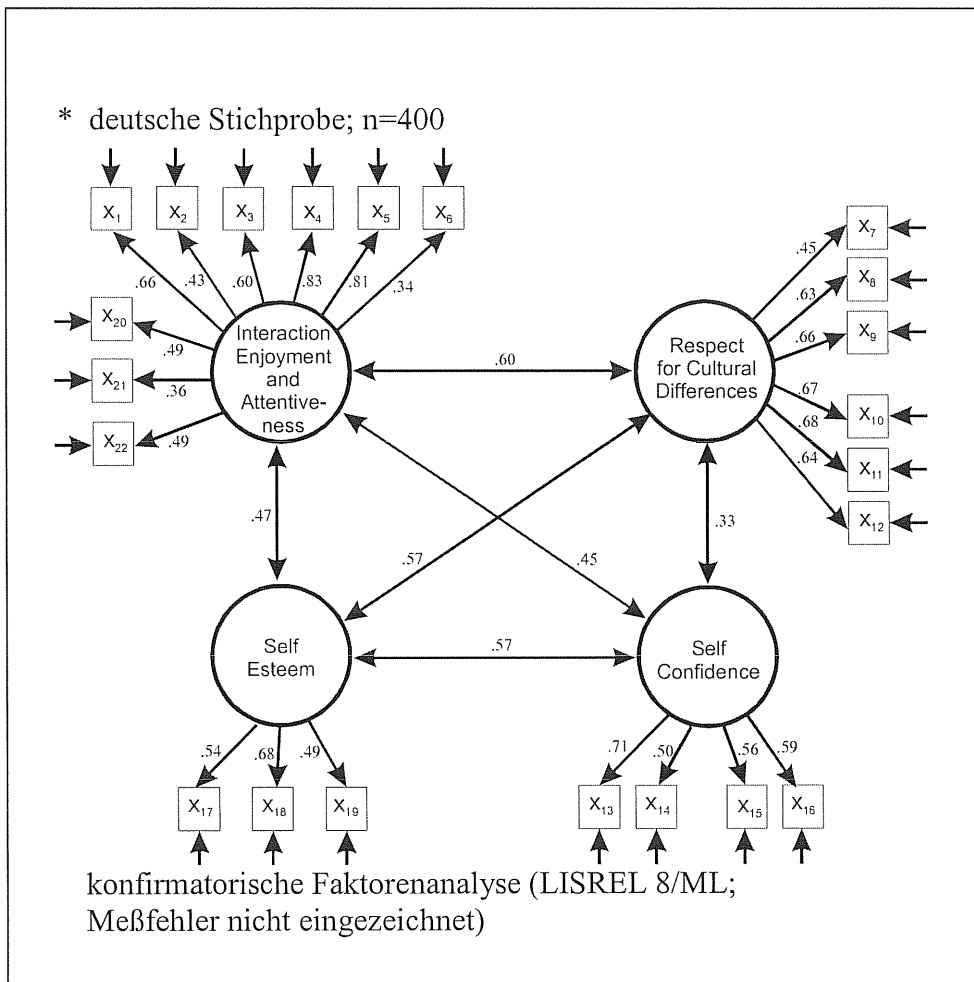 * deutsche Stichprobe; n=400
X1 X2 X3 X4 X5 X6
.66 .43 .60 .83 .81 .34
X20
.49
X21
.36
X22
.49
Interaction
Enjoyment
and
Attentive-
ness
.60
Respect
for Cultural
Differences
X7
.45
X8
.63
X9
.66
X10
.67
X11
.68
X12
.64
.47
.57
.45
.33
Self
Esteem
.57
Self
Confidence
.54 .68 .49
X17 X18 X19
.71 .50 .56 .59
X13 X14 X15 X16
konfirmatorische Faktorenanalyse (LISREL 8/ML;
Meßfehler nicht eingezeichnet)